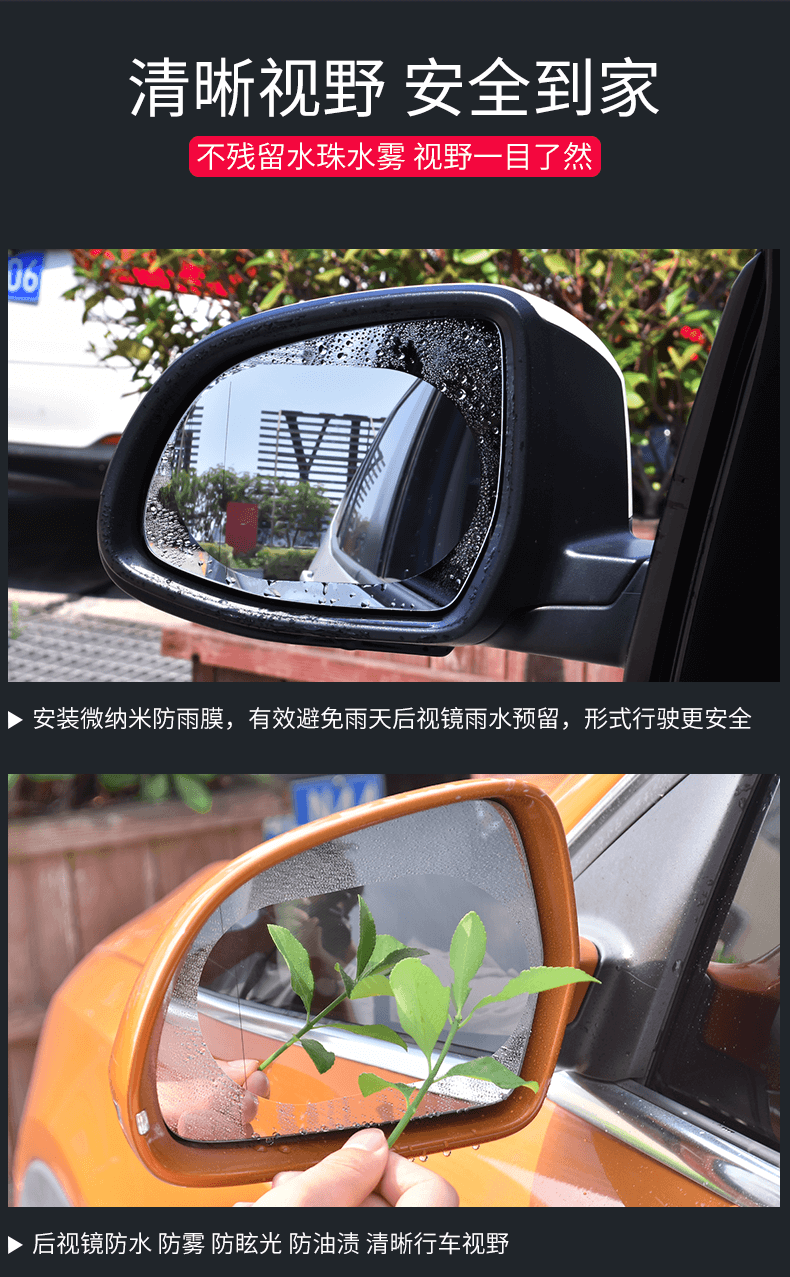 清晰视野 安全到家
不残留水珠水雾 视野一目了然
06
▶ 安装微纳米防雨膜，有效避免雨天后视镜雨水预留，形式行驶更安全
▶ 后视镜防水 防雾 防眩光 防油渍 清晰行车视野